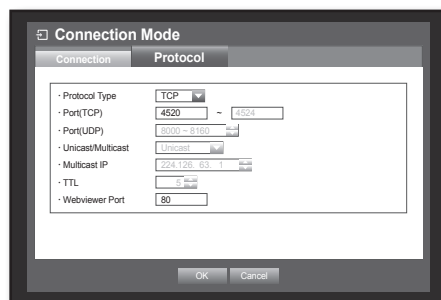 Connection Mode
Connection Protocol
· Protocol Type TCP
· Port(TCP) 4520 ~ 4524
· Port(UDP) 8000 ~ 8160
· Unicast/Multicast Unicast
· Multicast IP 224.126. 63. 1
· TTL 5
· Webviewer Port 80
OK Cancel